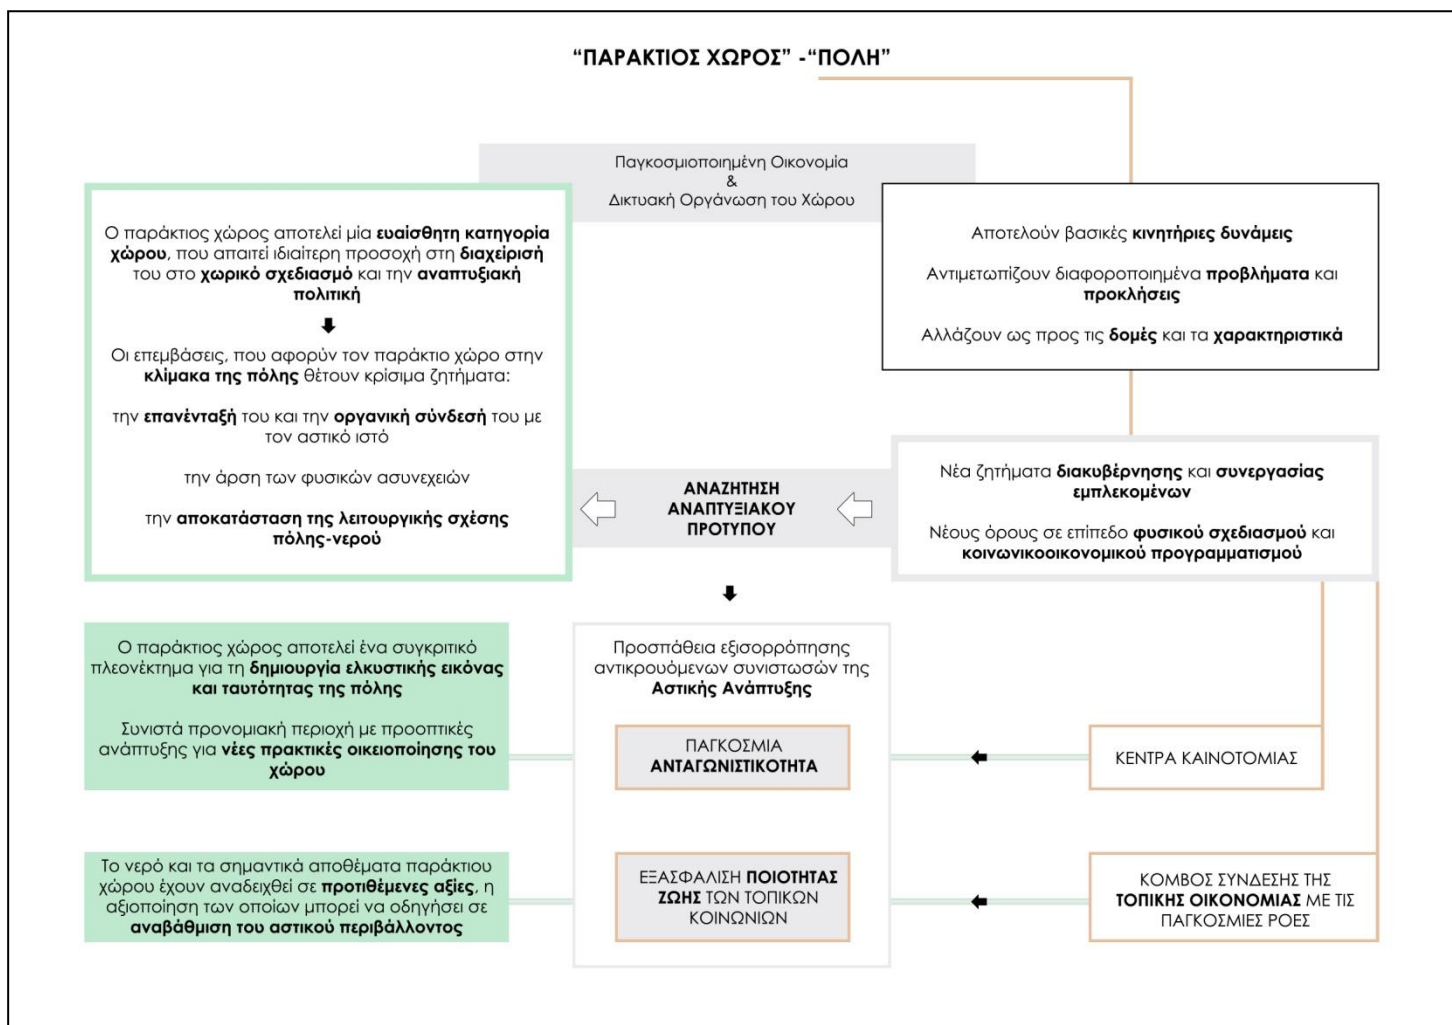 “ΠΑΡΑΚΤΙΟΣ ΧΩΡΟΣ” -“ΠΟΛΗ”
Παγκοσμιοποιημένη Οικονομία
&
Δικτυακή Οργάνωση του Χώρου
Ο παράκτιος χώρος αποτελεί μία ευαίσθητη κατηγορία
χώρου, που απαιτεί ιδιαίτερη προσοχή στη διαχείρισή
του στο χωρικό σχεδιασμό και την αναπτυξιακή
πολιτική
Οι επεμβάσεις, που αφορύν τον παράκτιο χώρο στην
κλίμακα της πόλης θέτουν κρίσιμα ζητήματα:
την επανένταξή του και την οργανική σύνδεσή του με
τον αστικό ιστό
την άρση των φυσικών ασυνεχειών
την αποκατάσταση της λειτουργικής σχέσης
πόλης-νερού
Αποτελούν βασικές κινητήριες δυνάμεις
Αντιμετωπίζουν διαφοροποιημένα προβλήματα και
προκλήσεις
Αλλάζουν ως προς τις δομές και τα χαρακτηριστικά
ΑΝΑΖΗΤΗΣΗ
ΑΝΑΠΤΥΞΙΑΚΟΥ
ΠΡΟΤΥΠΟΥ
Νέα ζητήματα διακυβέρνησης και συνεργασίας
εμπλεκομένων
Νέους όρους σε επίπεδο φυσικού σχεδιασμού και
κοινωνικοοικονομικού προγραμματισμού
Ο παράκτιος χώρος αποτελεί ένα συγκριτικό
πλεονέκτημα για τη δημιουργία ελκυστικής εικόνας
και ταυτότητας της πόλης
Συνιστά προνομιακή περιοχή με προοπτικές
ανάπτυξης για νέες πρακτικές οικειοποίησης του
χώρου
Προσπάθεια εξισορρόπησης
αντικρουόμενων συνιστωσών της
Αστικής Ανάπτυξης
ΠΑΓΚΟΣΜΙΑ
ΑΝΤΑΓΩΝΙΣΤΙΚΟΤΗΤΑ
ΚΕΝΤΡΑ ΚΑΙΝΟΤΟΜΙΑΣ
Το νερό και τα σημαντικά αποθέματα παράκτιου
χώρου έχουν αναδειχθεί σε προτιθέμενες αξίες, η
αξιοποίηση των οποίων μπορεί να οδηγήσει σε
αναβάθμιση του αστικού περιβάλλοντος
ΕΞΑΣΦΑΛΙΣΗ ΠΟΙΟΤΗΤΑΣ
ΖΩΗΣ ΤΩΝ ΤΟΠΙΚΩΝ
ΚΟΙΝΩΝΙΩΝ
ΚΟΜΒΟΣ ΣΥΝΔΕΣΗΣ ΤΗΣ
ΤΟΠΙΚΗΣ ΟΙΚΟΝΟΜΙΑΣ ΜΕ ΤΙΣ
ΠΑΓΚΟΣΜΙΕΣ ΡΟΕΣ